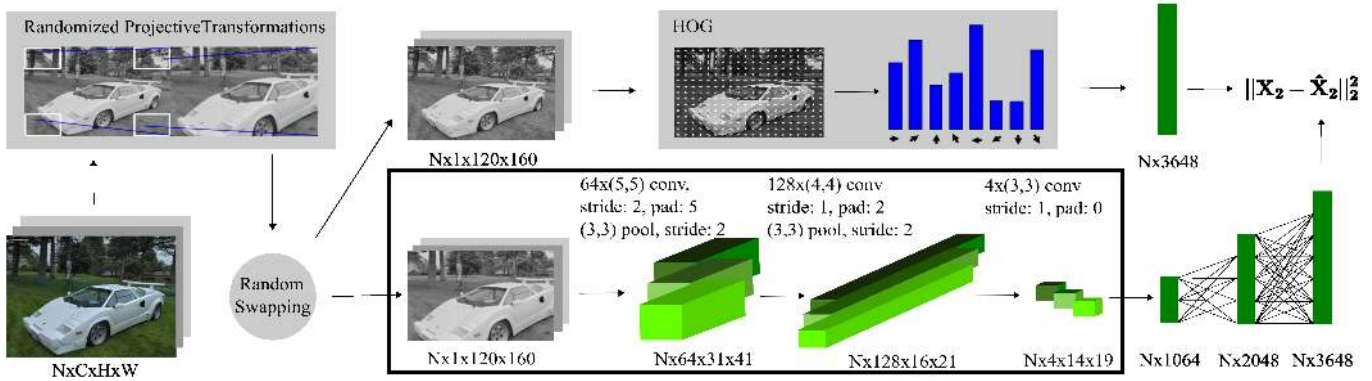 Randomized ProjectiveTransformations
HOG
||X₂ − X̂₂||²₂
Nx1x120x160
Nx3648
64x(5,5) conv.
stride: 2, pad: 5
(3,3) pool, stride: 2
128x(4,4) conv
stride: 1, pad: 2
(3,3) pool, stride: 2
4x(3,3) conv
stride: 1, pad: 0
Random
Swapping
NxCxHxW
Nx1x120x160
Nx64x31x41
Nx128x16x21
Nx4x14x19
Nx1064
Nx2048
Nx3648